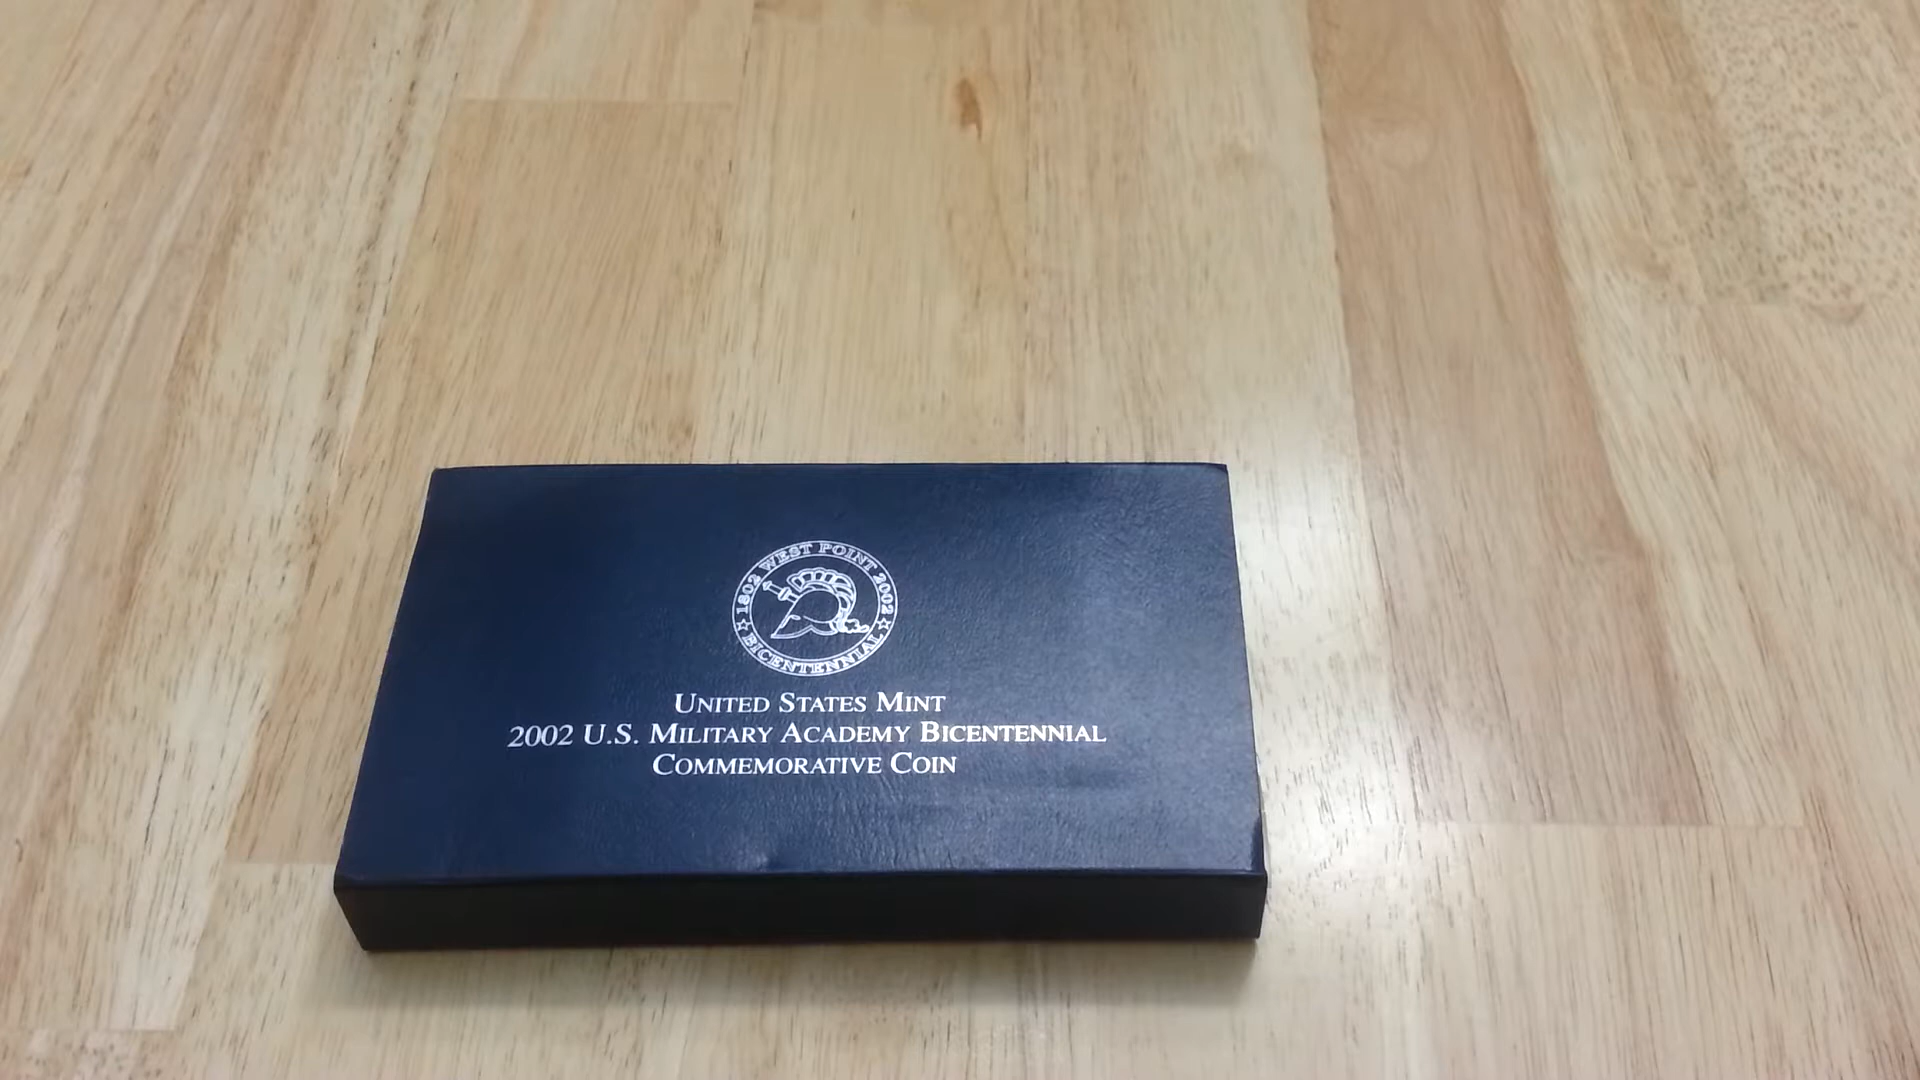 1802 WEST POINT 2002
BICENTENNIAL
UNITED STATES MINT
2002 U.S. MILITARY ACADEMY BICENTENNIAL
COMMEMORATIVE COIN